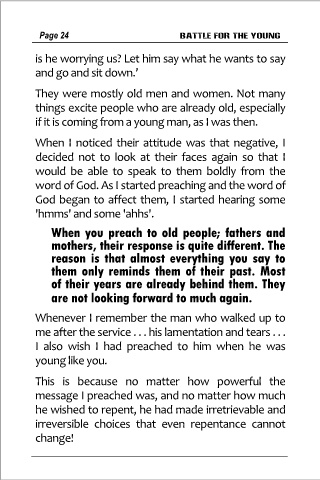 Page 24 BATTLE FOR THE YOUNG
is he worrying us? Let him say what he wants to say
and go and sit down.'
They were mostly old men and women. Not many
things excite people who are already old, especially
if it is coming from a young man, as I was then.
When I noticed their attitude was that negative, I
decided not to look at their faces again so that I
would be able to speak to them boldly from the
word of God. As I started preaching and the word of
God began to affect them, I started hearing some
'hmms' and some 'ahhs'.
When you preach to old people; fathers and
mothers, their response is quite different. The
reason is that almost everything you say to
them only reminds them of their past. Most
of their years are already behind them. They
are not looking forward to much again.
Whenever I remember the man who walked up to
me after the service . . . his lamentation and tears . . .
I also wish I had preached to him when he was
young like you.
This is because no matter how powerful the
message I preached was, and no matter how much
he wished to repent, he had made irretrievable and
irreversible choices that even repentance cannot
change!